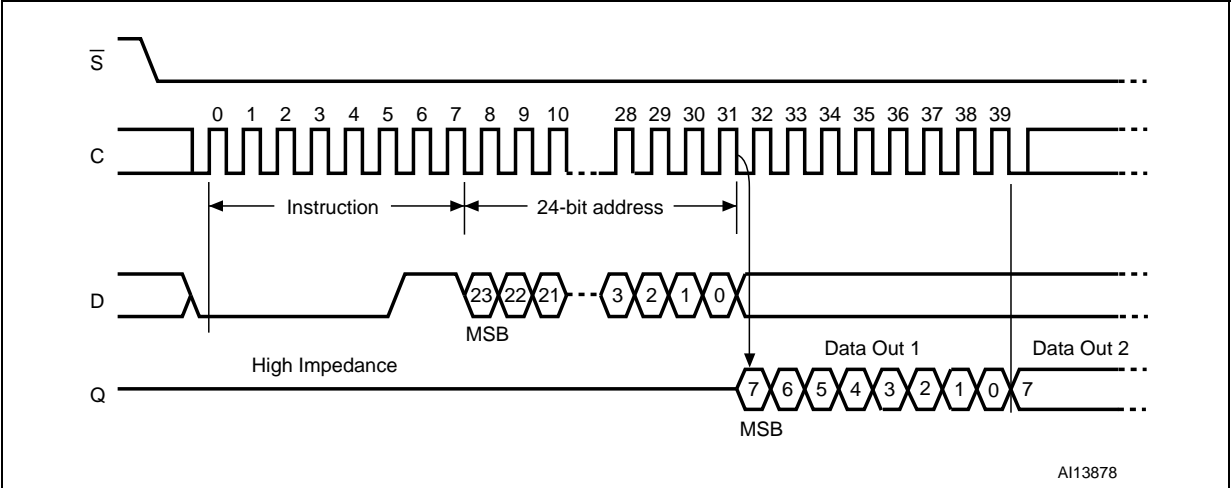 S̅
0 1 2 3 4 5 6 7 8 9 10 28 29 30 31 32 33 34 35 36 37 38 39
C
Instruction 24-bit address
D 23 22 21 3 2 1 0
MSB
High Impedance Data Out 1 Data Out 2
Q 7 6 5 4 3 2 1 0 7
MSB
AI13878